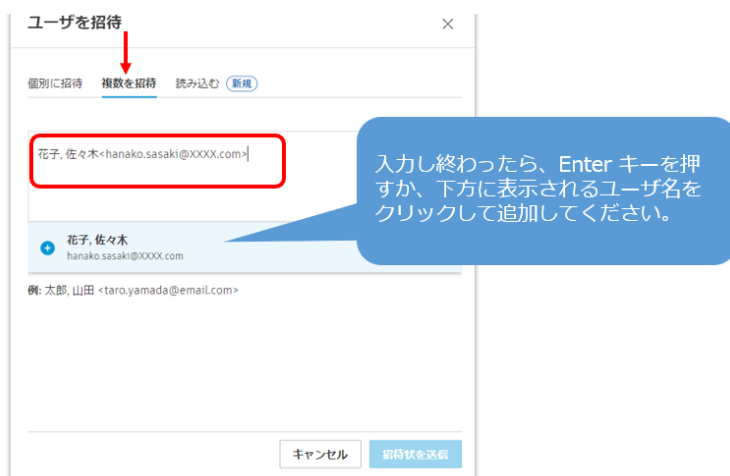 ユーザを招待
個別に招待 複数を招待 読み込む 新規
花子, 佐々木<hanako.sasaki@XXXX.com>
入力し終わったら、Enter キーを押
すか、下方に表示されるユーザ名を
クリックして追加してください。
花子, 佐々木
hanako.sasaki@XXXX.com
例: 太郎, 山田 <taro.yamada@email.com>
キャンセル 招待状を送信